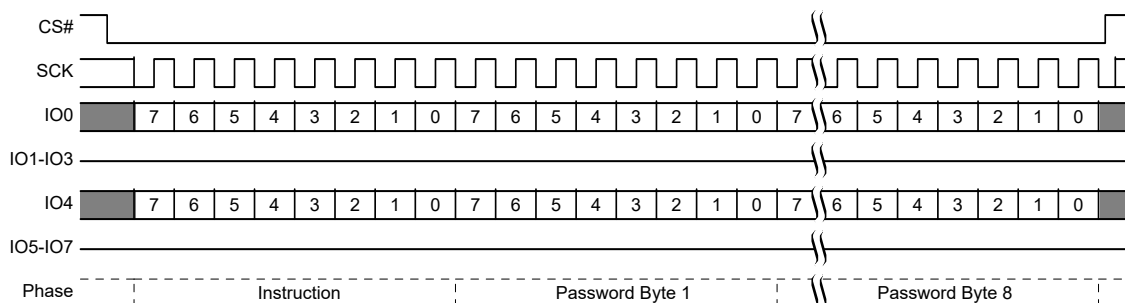 CS#
SCK
IO0 7 6 5 4 3 2 1 0 7 6 5 4 3 2 1 0 7 6 5 4 3 2 1 0
IO1-IO3
IO4 7 6 5 4 3 2 1 0 7 6 5 4 3 2 1 0 7 6 5 4 3 2 1 0
IO5-IO7
Phase Instruction Password Byte 1 Password Byte 8